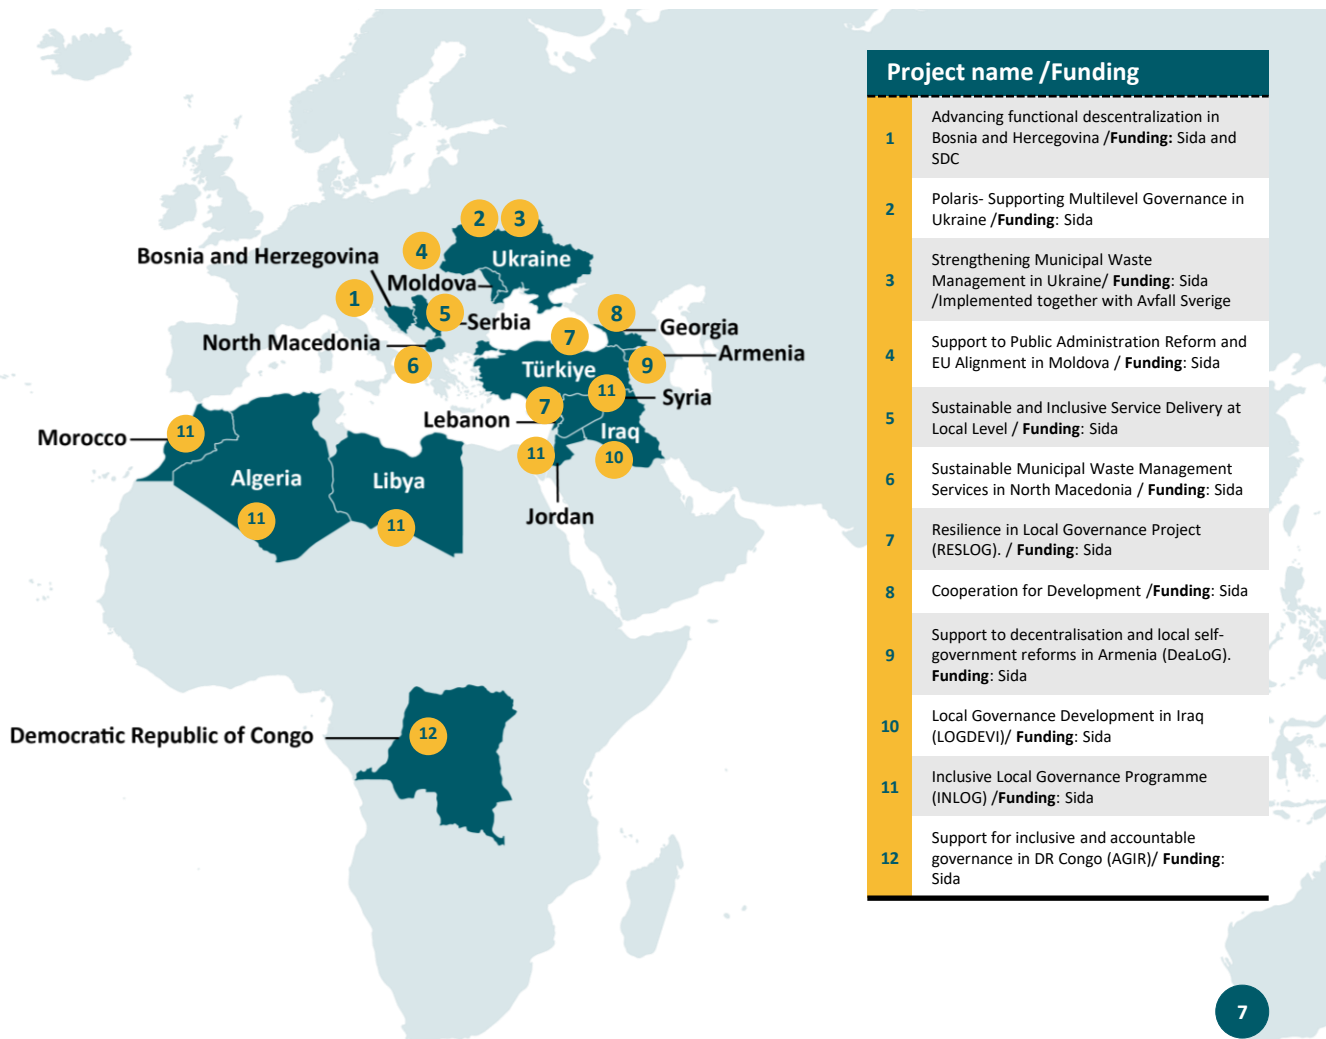 2
3
Bosnia and Herzegovina
4
Ukraine
Moldova
1
5
Serbia
8
Georgia
North Macedonia
7
Armenia
6
Türkiye
9
11
Syria
Lebanon
7
Morocco
11
Iraq
11
10
Algeria
Libya
Jordan
11
11
Democratic Republic of Congo
12
Project name /Funding
1
Advancing functional descentralization in
Bosnia and Hercegovina /Funding: Sida and
SDC
2
Polaris- Supporting Multilevel Governance in
Ukraine /Funding: Sida
3
Strengthening Municipal Waste
Management in Ukraine/ Funding: Sida
/Implemented together with Avfall Sverige
4
Support to Public Administration Reform and
EU Alignment in Moldova / Funding: Sida
5
Sustainable and Inclusive Service Delivery at
Local Level / Funding: Sida
6
Sustainable Municipal Waste Management
Services in North Macedonia / Funding: Sida
7
Resilience in Local Governance Project
(RESLOG). / Funding: Sida
8
Cooperation for Development /Funding: Sida
9
Support to decentralisation and local self-
government reforms in Armenia (DeaLoG).
Funding: Sida
10
Local Governance Development in Iraq
(LOGDEVI)/ Funding: Sida
11
Inclusive Local Governance Programme
(INLOG) /Funding: Sida
12
Support for inclusive and accountable
governance in DR Congo (AGIR)/ Funding:
Sida
7